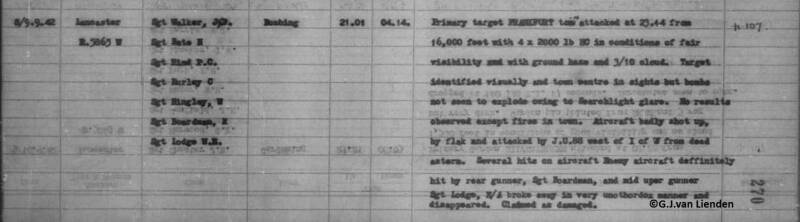 8/9.9.42 Lancaster Sgt Walker, J.D. Bombing 21.01 04.14. Primary target FRANKFURT town attacked at 23.44 from p 107
R.5865 W Sgt Bate H 16,000 feet with 4 x 2000 lb HC in conditions of fair
Sgt Hind P.C. visibility and with ground haze and 3/10 cloud. Target
Sgt Hurley C identified visually and town centre in sights but bombs
Sgt Hingley, W not seen to explode owing to Searchlight glare. No results
Sgt Boardman, R observed except fires in town. Aircraft badly shot up,
Sgt Lodge W.H. by flak and attacked by J.U.88 west of I of W from dead
astern. Several hits on aircraft Enemy aircraft deffinitely
hit by rear gunner, Sgt Boardman, and mid uper gunner
Sgt Lodge, E/A broke away in very unothordox manner and
disappeared. Claimed as damaged.
270
©G.J.van Lienden